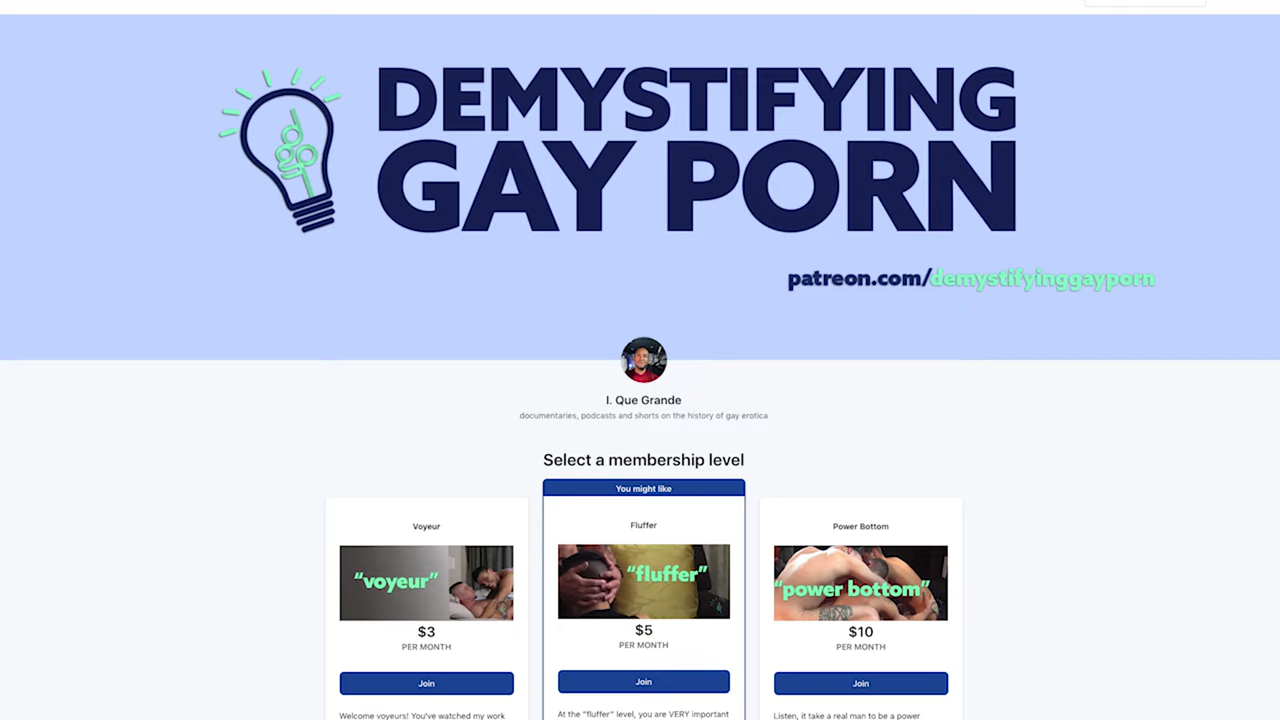 DEMYSTIFYING
GAY PORN
dgp
patreon.com/demystifyinggayporn
I. Que Grande
documentaries, podcasts and shorts on the history of gay erotica
Select a membership level
You might like
Voyeur
"voyeur"
$3
PER MONTH
Join
Welcome voyeurs! You've watched my work
Fluffer
"fluffer"
$5
PER MONTH
Join
At the "fluffer" level, you are VERY important
Power Bottom
"power bottom"
$10
PER MONTH
Join
Listen, it take a real man to be a power